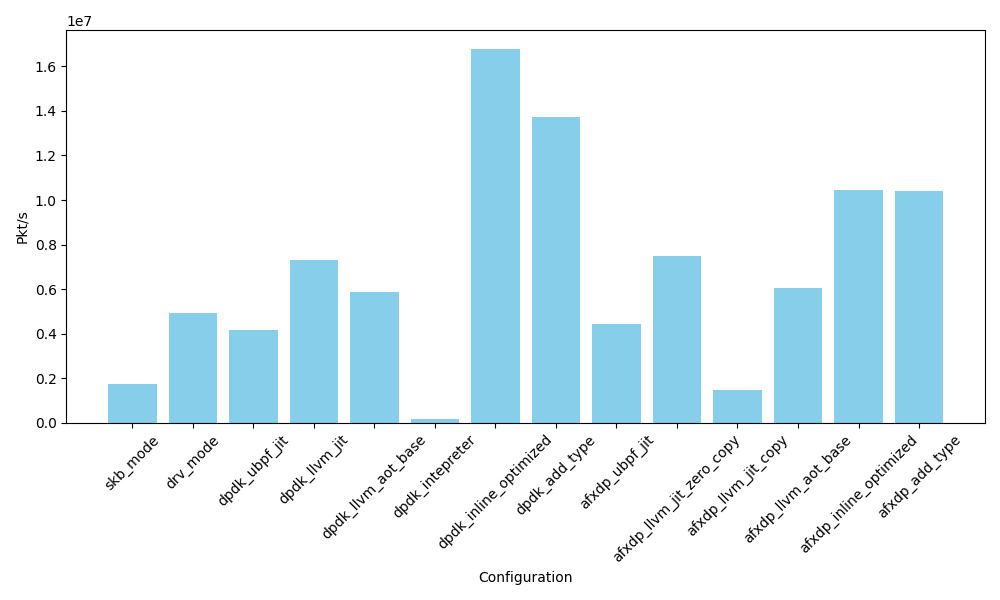 1e7
1.6
1.4
1.2
1.0
0.8
0.6
0.4
0.2
0.0
Pkt/s
skb_mode
drv_mode
dpdk_ubpf_jit
dpdk_llvm_jit
dpdk_llvm_aot_base
dpdk_intepreter
dpdk_inline_optimized
dpdk_add_type
afxdp_ubpf_jit
afxdp_llvm_jit_zero_copy
afxdp_llvm_jit_copy
afxdp_llvm_aot_base
afxdp_inline_optimized
afxdp_add_type
Configuration